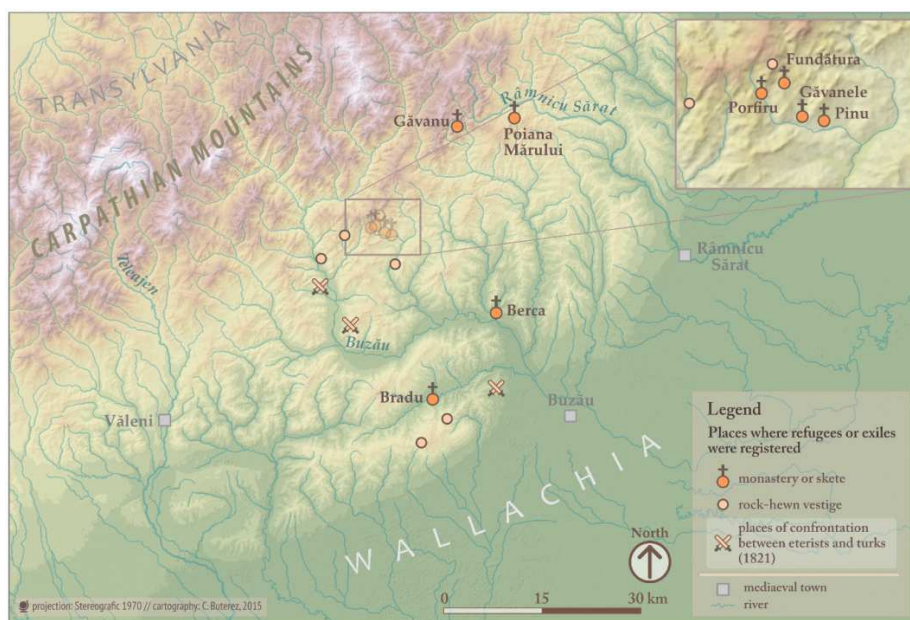 TRANSYLVANIA
CARPATHIAN MOUNTAINS
Râmnicu Sărat
Găvanu
Poiana
Mărului
Fundătura
Găvanele
Porfiru
Pinu
Teleajen
Râmnicu
Sărat
Berca
Buzău
Bradu
Văleni
Buzău
WALLACHIA
Legend
Places where refugees or exiles
were registered
monastery or skete
rock-hewn vestige
places of confrontation
between eterists and turks
(1821)
mediaeval town
river
North
0 15 30 km
projection: Stereografic 1970 // cartography: C. Buterez, 2015